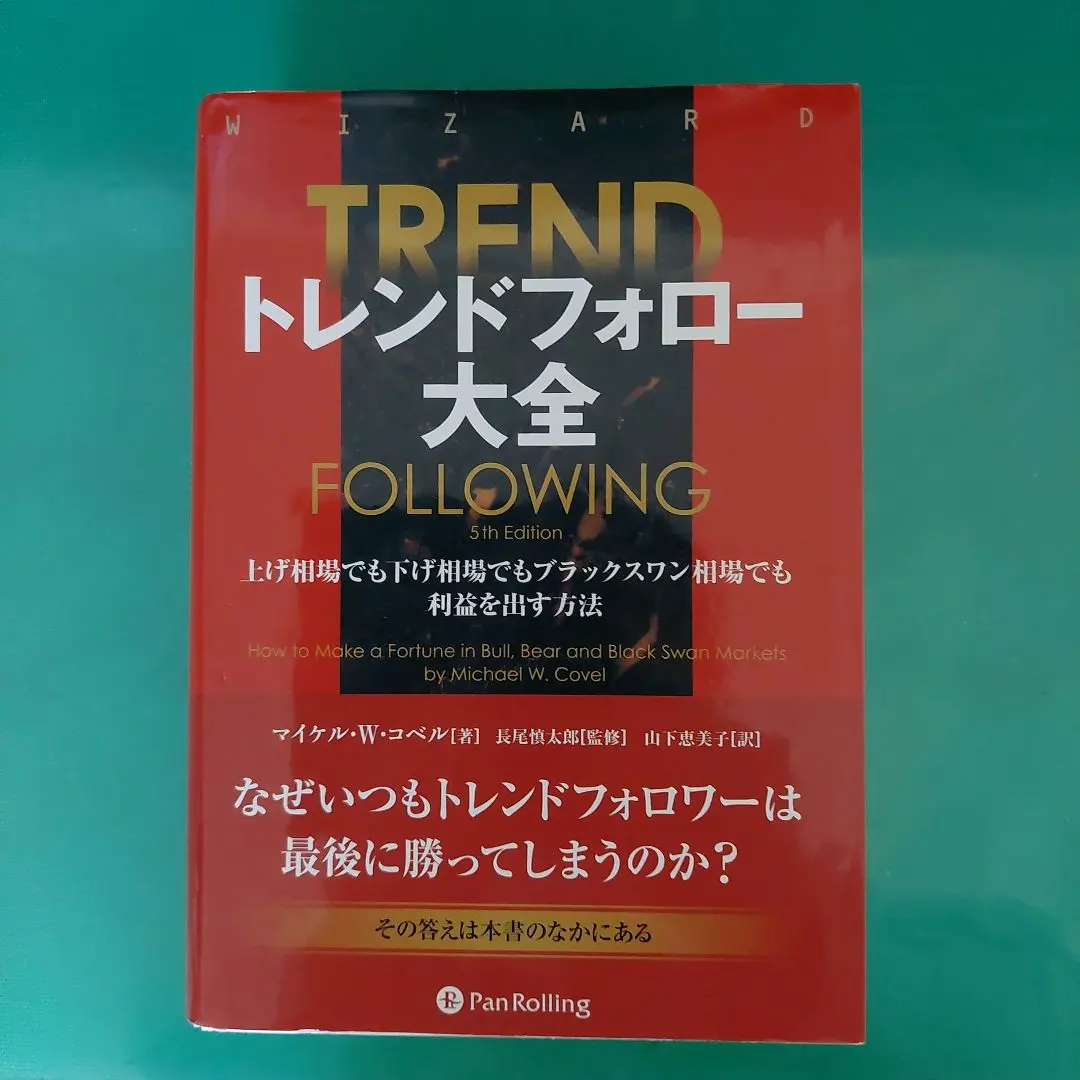 WIZARD
TREND
トレンドフォロー
大全
FOLLOWING
5th Edition
上げ相場でも下げ相場でもブラックスワン相場でも
利益を出す方法
How to Make a Fortune in Bull, Bear and Black Swan Markets
by Michael W. Covel
マイケル・W・コベル[著] 長尾慎太郎[監修] 山下恵美子[訳]
なぜいつもトレンドフォロワーは
最後に勝ってしまうのか?
その答えは本書のなかにある
PanRolling